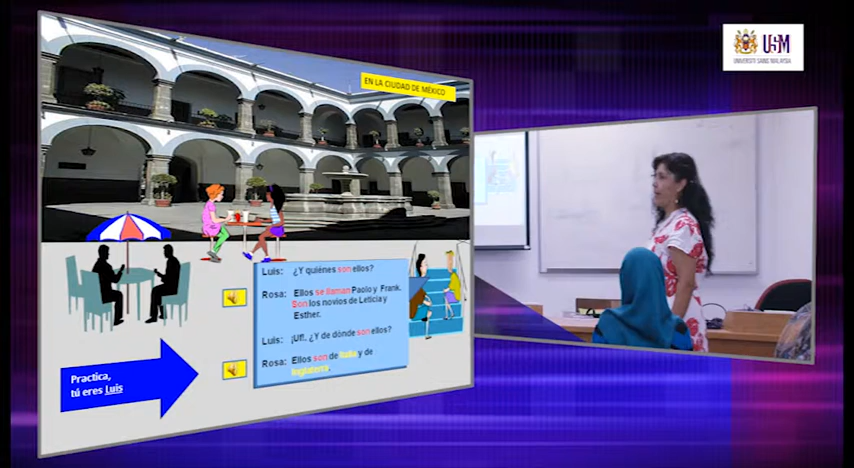 USM
UNIVERSITI SAINS MALAYSIA
EN LA CIUDAD DE MÉXICO
Luis: ¿Y quiénes son ellos?
Rosa: Ellos se llaman Paolo y Frank.
Son los novios de Leticia y
Esther.
Luis: ¡Uf!. ¿Y de dónde son ellos?
Rosa: Ellos son de Italia y de
Inglaterra.
Practica,
tú eres Luis